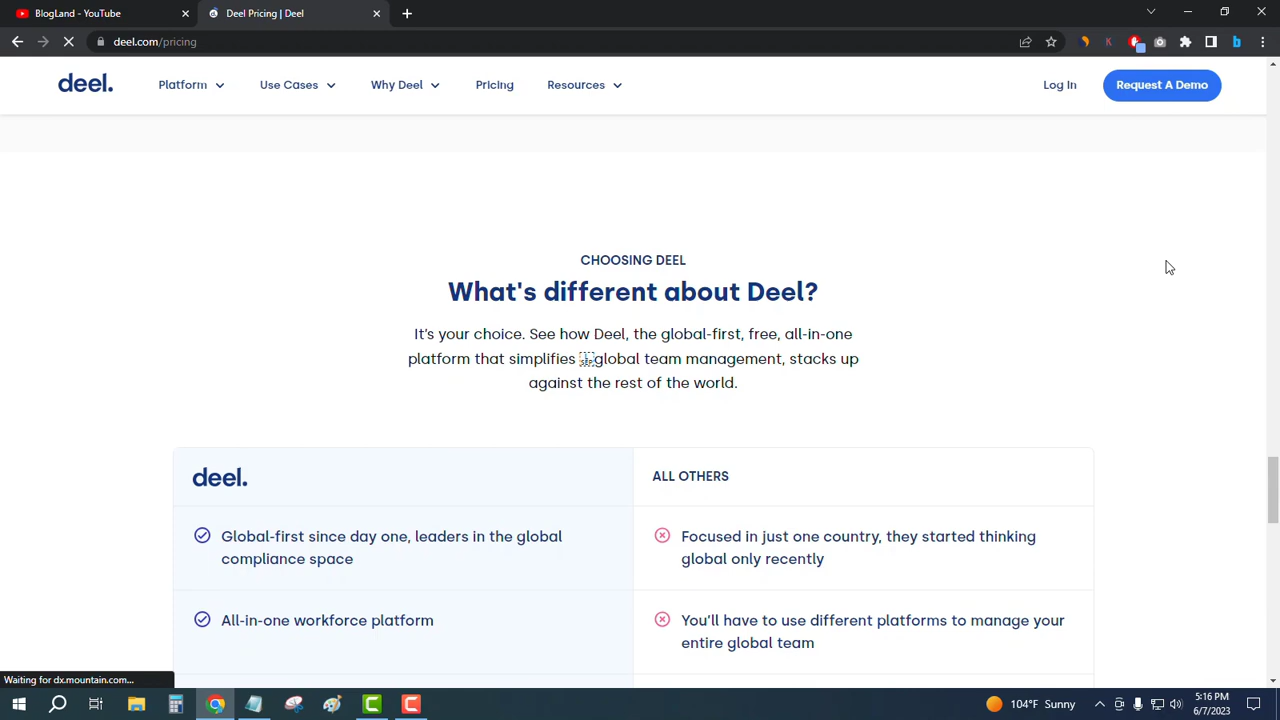 BlogLand - YouTube
Deel Pricing | Deel
deel.com/pricing
deel.
Platform
Use Cases
Why Deel
Pricing
Resources
Log In
Request A Demo
CHOOSING DEEL
What's different about Deel?
It's your choice. See how Deel, the global-first, free, all-in-one
platform that simplifies global team management, stacks up
against the rest of the world.
deel.
ALL OTHERS
Global-first since day one, leaders in the global
compliance space
Focused in just one country, they started thinking
global only recently
All-in-one workforce platform
You'll have to use different platforms to manage your
entire global team
Waiting for dx.mountain.com...
104°F Sunny
5:16 PM
6/7/2023